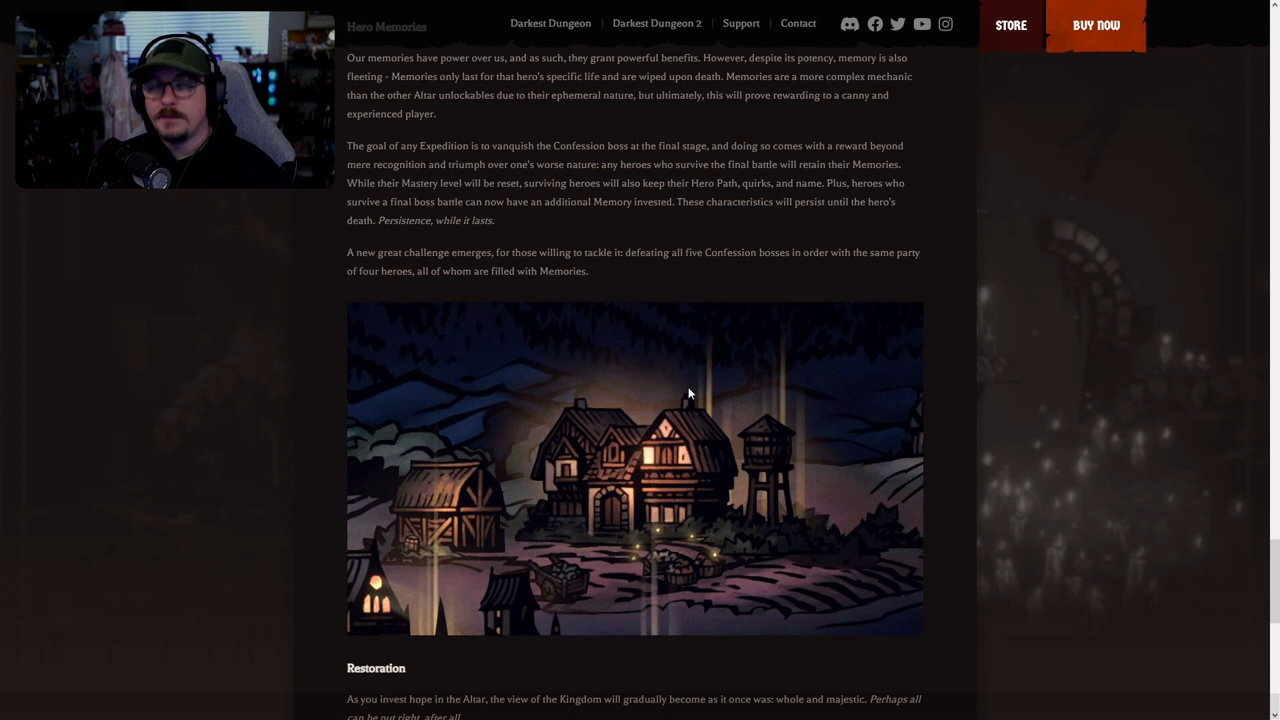 Hero Memories
Darkest Dungeon
Darkest Dungeon 2
Support
Contact
STORE
BUY NOW
Our memories have power over us, and as such, they grant powerful benefits. However, despite its potency, memory is also
fleeting - Memories only last for that hero's specific life and are wiped upon death. Memories are a more complex mechanic
than the other Altar unlockables due to their ephemeral nature, but ultimately, this will prove rewarding to a canny and
experienced player.
The goal of any Expedition is to vanquish the Confession boss at the final stage, and doing so comes with a reward beyond
mere recognition and triumph over one's worse nature: any heroes who survive the final battle will retain their Memories.
While their Mastery level will be reset, surviving heroes will also keep their Hero Path, quirks, and name. Plus, heroes who
survive a final boss battle can now have an additional Memory invested. These characteristics will persist until the hero's
death. Persistence, while it lasts.
A new great challenge emerges, for those willing to tackle it: defeating all five Confession bosses in order with the same party
of four heroes, all of whom are filled with Memories.
Restoration
As you invest hope in the Altar, the view of the Kingdom will gradually become as it once was: whole and majestic. Perhaps all
can be put right, after all.